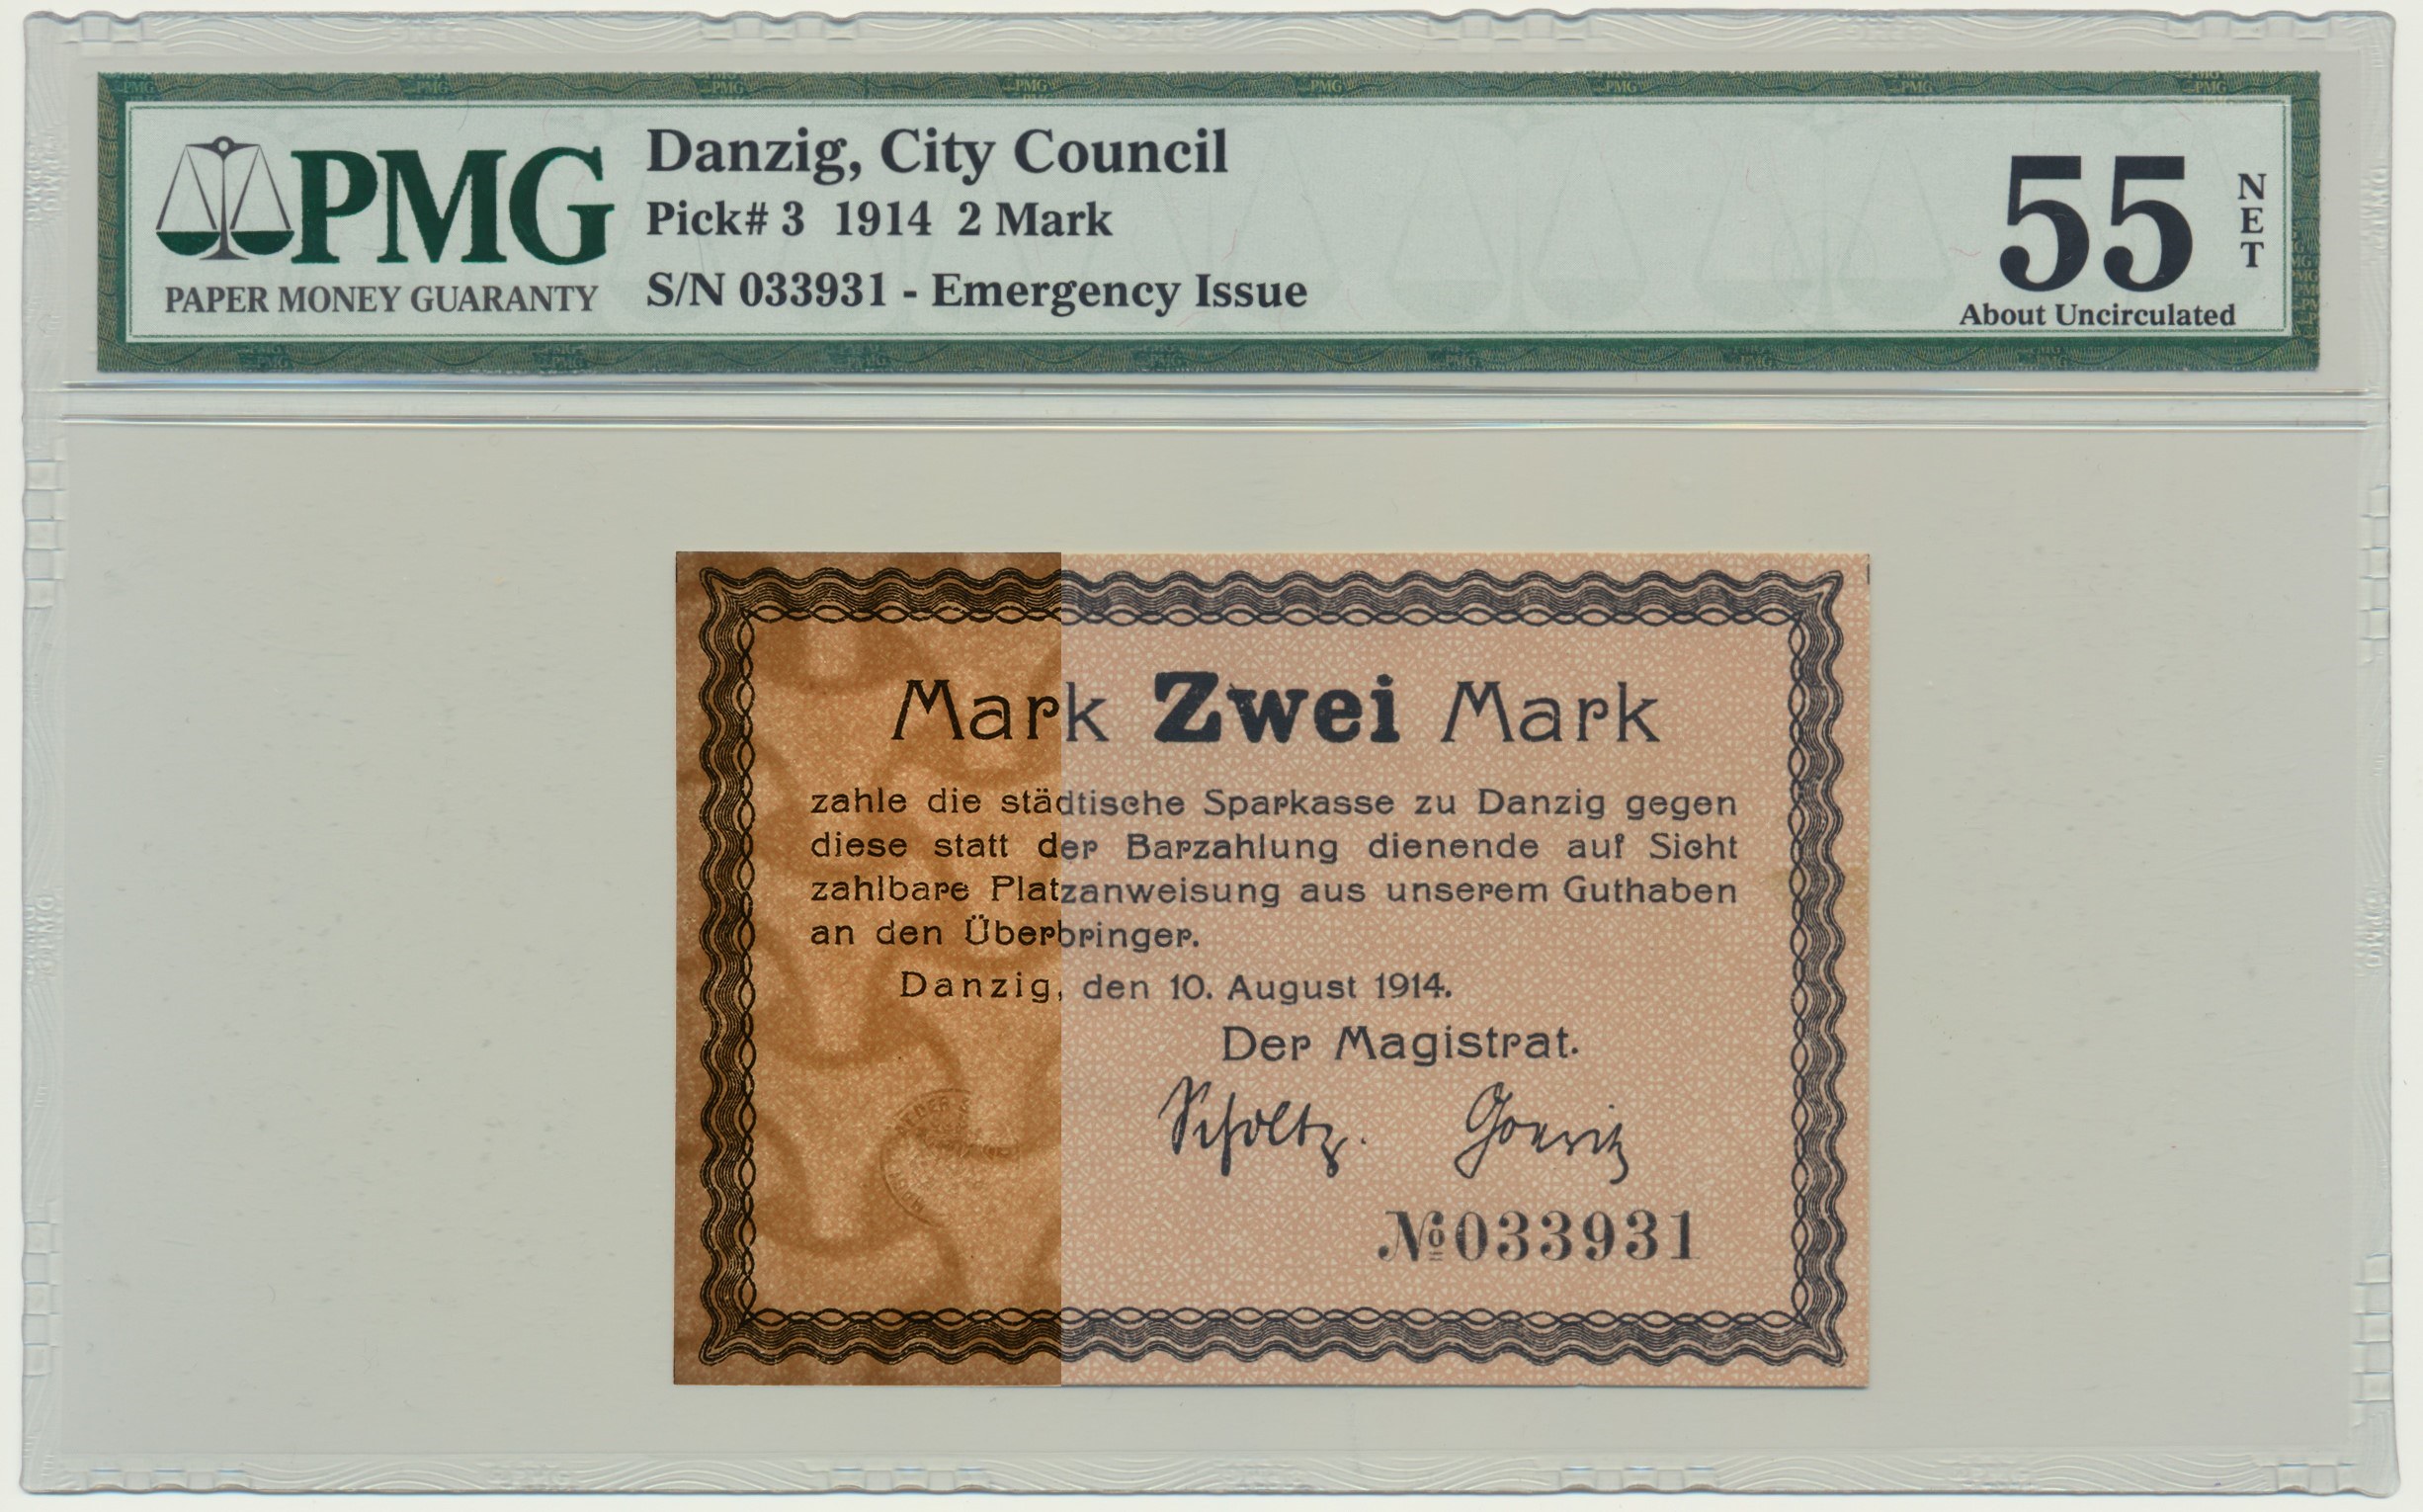 PMG
PAPER MONEY GUARANTY
Danzig, City Council
Pick# 3 1914 2 Mark
S/N 033931 - Emergency Issue
55
NET
About Uncirculated
Mark Zwei Mark
zahle die städtische Sparkasse zu Danzig gegen
diese statt der Barzahlung dienende auf Sicht
zahlbare Platzanweisung aus unserem Guthaben
an den Überbringer.
Danzig, den 10. August 1914.
Der Magistrat.
Scholtz.
№033931